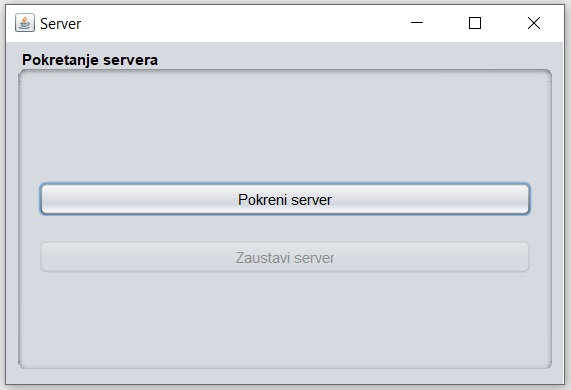 Server
Pokretanje servera
Pokreni server
Zaustavi server